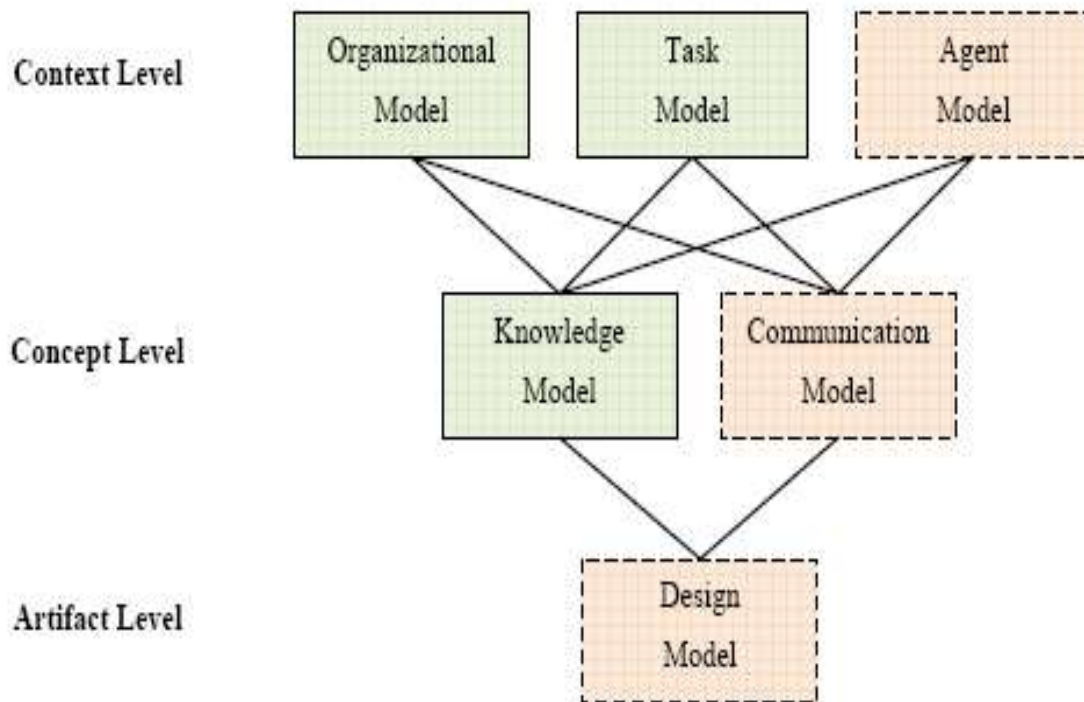 Context Level
Organizational
Model
Task
Model
Agent
Model
Concept Level
Knowledge
Model
Communication
Model
Artifact Level
Design
Model